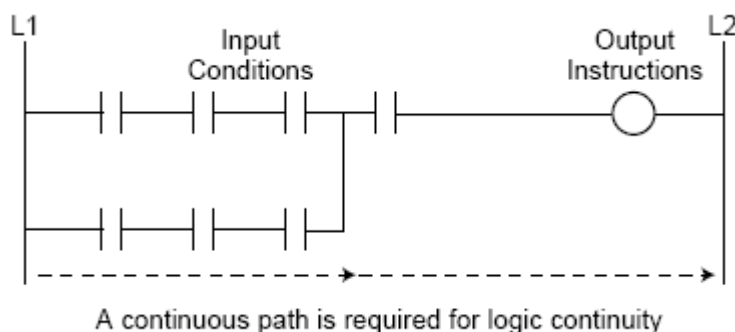 L1
Input
Conditions
Output
Instructions
L2
A continuous path is required for logic continuity